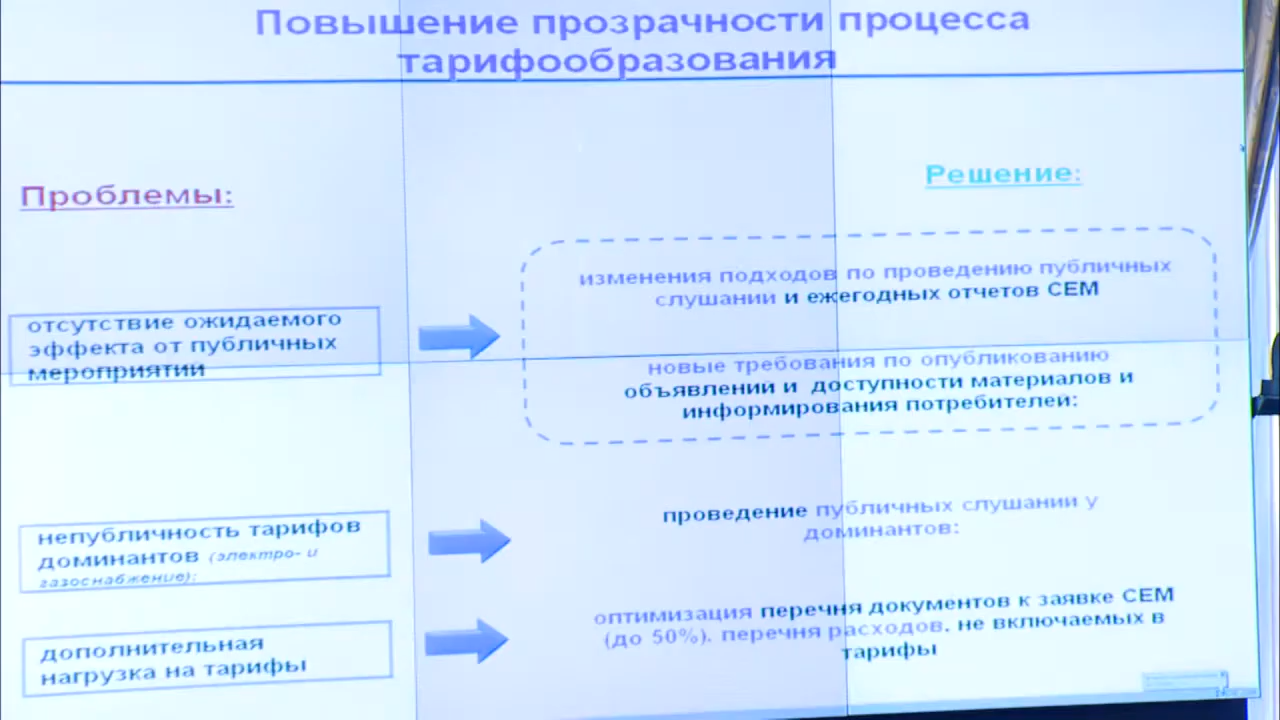 Повышение прозрачности процесса
тарифообразования
Проблемы:
Решение:
отсутствие ожидаемого
эффекта от публичных
мероприятий
изменения подходов по проведению публичных
слушании и ежегодных отчетов СЕМ
новые требования по опубликованию
объявлении и доступности материалов и
информирования потребителей:
непубличность тарифов
доминантов (электро- и
газоснабжение);
проведение публичных слушании у
доминантов:
дополнительная
нагрузка на тарифы
оптимизация перечня документов к заявке СЕМ
(до 50%). перечня расходов. не включаемых в
тарифы